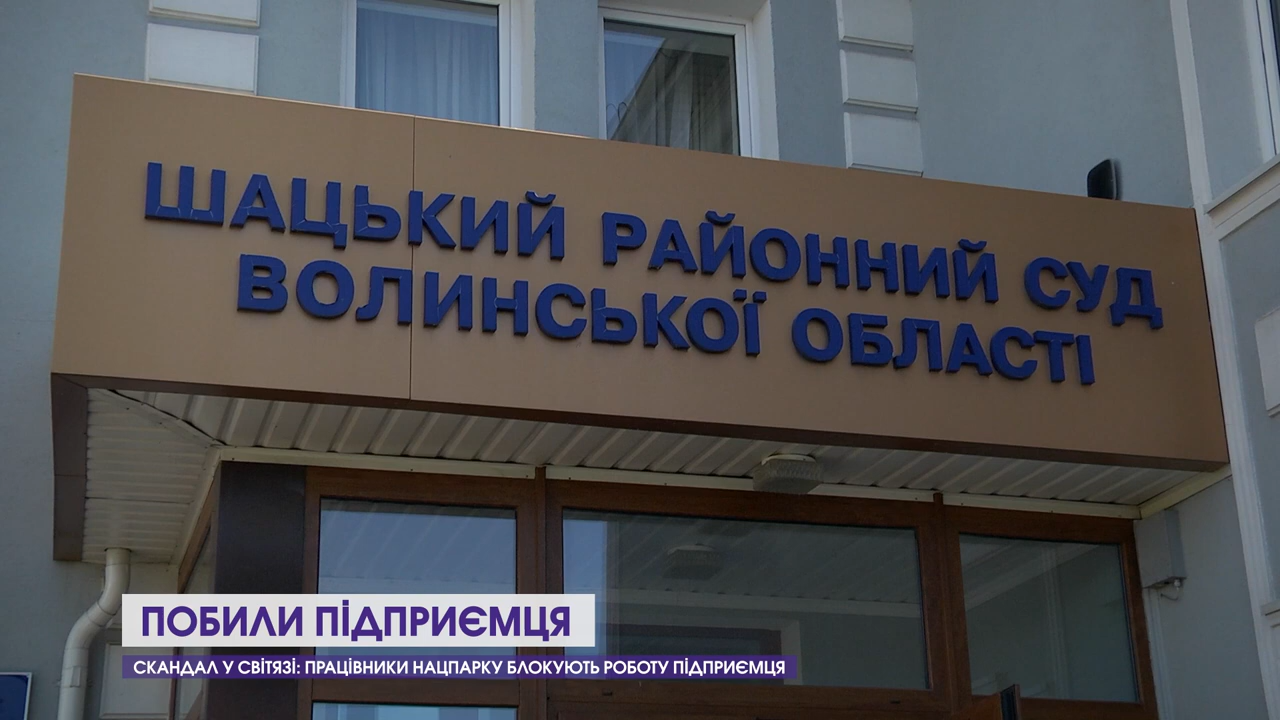 ШАЦЬКИЙ РАЙОННИЙ СУД
ВОЛИНСЬКОЇ ОБЛАСТІ
ПОБИЛИ ПІДПРИЄМЦЯ
СКАНДАЛ У СВІТЯЗІ: ПРАЦІВНИКИ НАЦПАРКУ БЛОКУЮТЬ РОБОТУ ПІДПРИЄМЦЯ